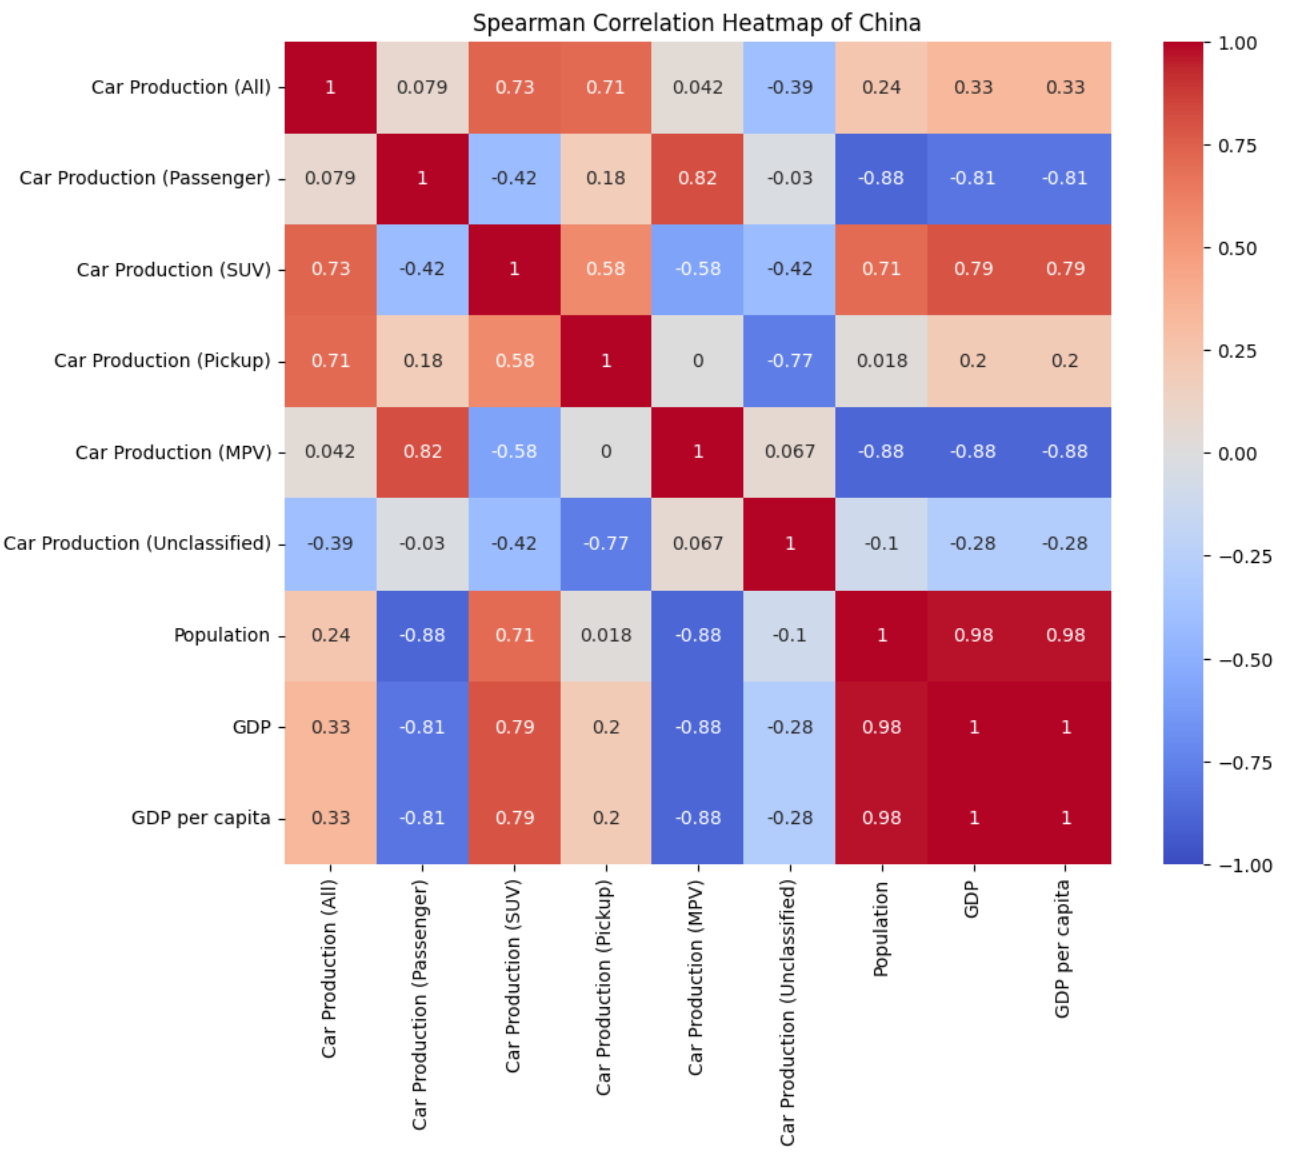 Spearman Correlation Heatmap of China
Car Production (All) 1 0.079 0.73 0.71 0.042 -0.39 0.24 0.33 0.33
Car Production (Passenger) 0.079 1 -0.42 0.18 0.82 -0.03 -0.88 -0.81 -0.81
Car Production (SUV) 0.73 -0.42 1 0.58 -0.58 -0.42 0.71 0.79 0.79
Car Production (Pickup) 0.71 0.18 0.58 1 0 -0.77 0.018 0.2 0.2
Car Production (MPV) 0.042 0.82 -0.58 0 1 0.067 -0.88 -0.88 -0.88
Car Production (Unclassified) -0.39 -0.03 -0.42 -0.77 0.067 1 -0.1 -0.28 -0.28
Population 0.24 -0.88 0.71 0.018 -0.88 -0.1 1 0.98 0.98
GDP 0.33 -0.81 0.79 0.2 -0.88 -0.28 0.98 1 1
GDP per capita 0.33 -0.81 0.79 0.2 -0.88 -0.28 0.98 1 1
Car Production (All)
Car Production (Passenger)
Car Production (SUV)
Car Production (Pickup)
Car Production (MPV)
Car Production (Unclassified)
Population
GDP
GDP per capita
1.00
0.75
0.50
0.25
0.00
−0.25
−0.50
−0.75
−1.00